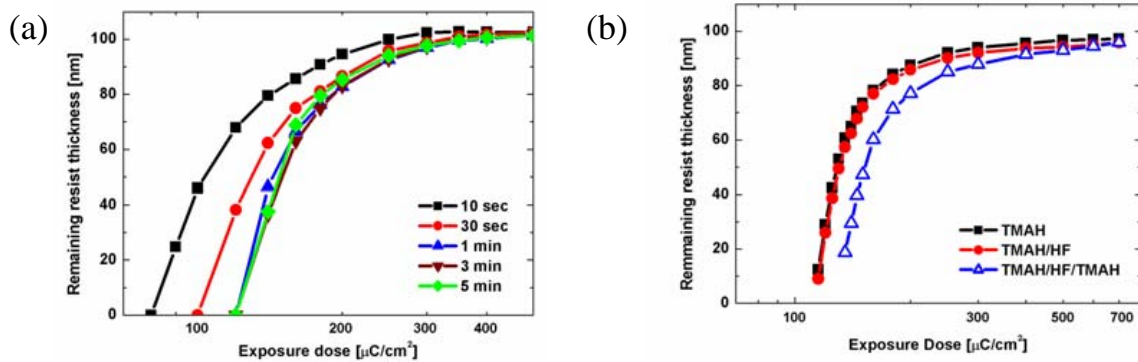 (a)
Remaining resist thickness [nm]
100
80
60
40
20
0
10 sec
30 sec
1 min
3 min
5 min
100
200
300
400
Exposure dose [μC/cm²]
(b)
Remmaining resist thickness [nm]
100
80
60
40
20
0
TMAH
TMAH/HF
TMAH/HF/TMAH
100
200
300
400
500
700
Exposure Dose [μC/cm²]